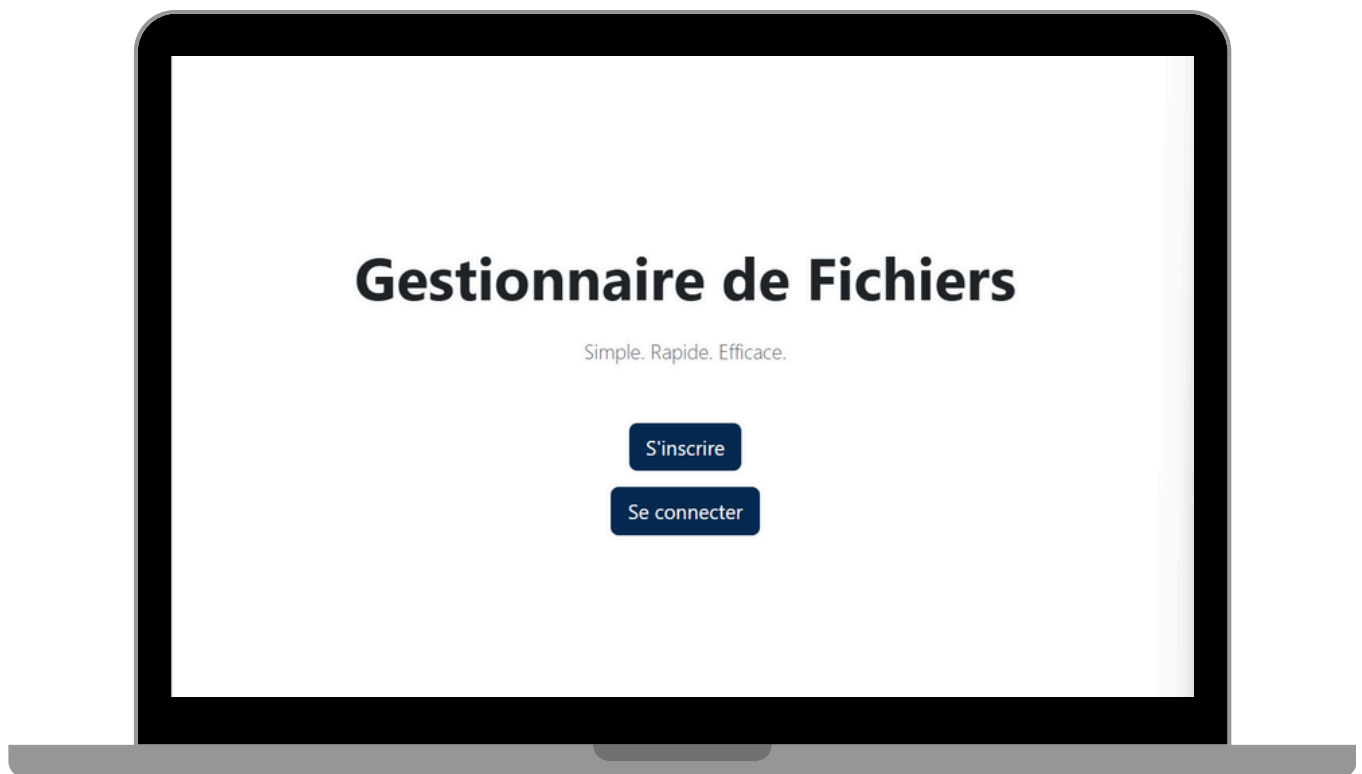 Gestionnaire de Fichiers
Simple. Rapide. Efficace.
S'inscrire
Se connecter